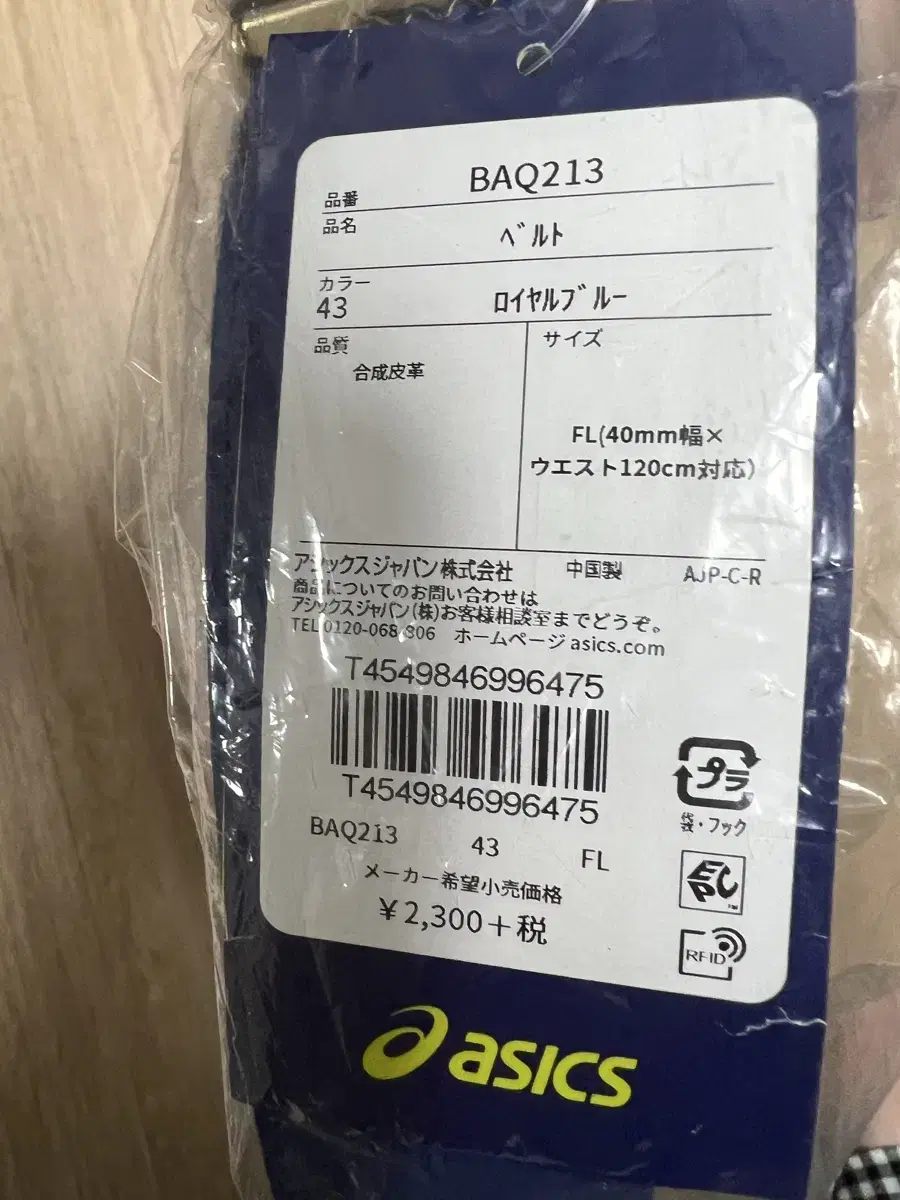 品番 BAQ213
品名 ベルト
カラー
43 ロイヤルブルー
品質
合成皮革
サイズ
FL(40mm幅×
ウエスト120cm対応)
アシックスジャパン株式会社 中国製 AJP-C-R
商品についてのお問い合わせは
アシックスジャパン(株)お客様相談室までどうぞ。
TEL 0120-068-806 ホームページ asics.com
T4549846996475
T4549846996475
BAQ213 43 FL
メーカー希望小売価格
¥2,300+税
プラ
袋・フック
EPC™
RFID
asics